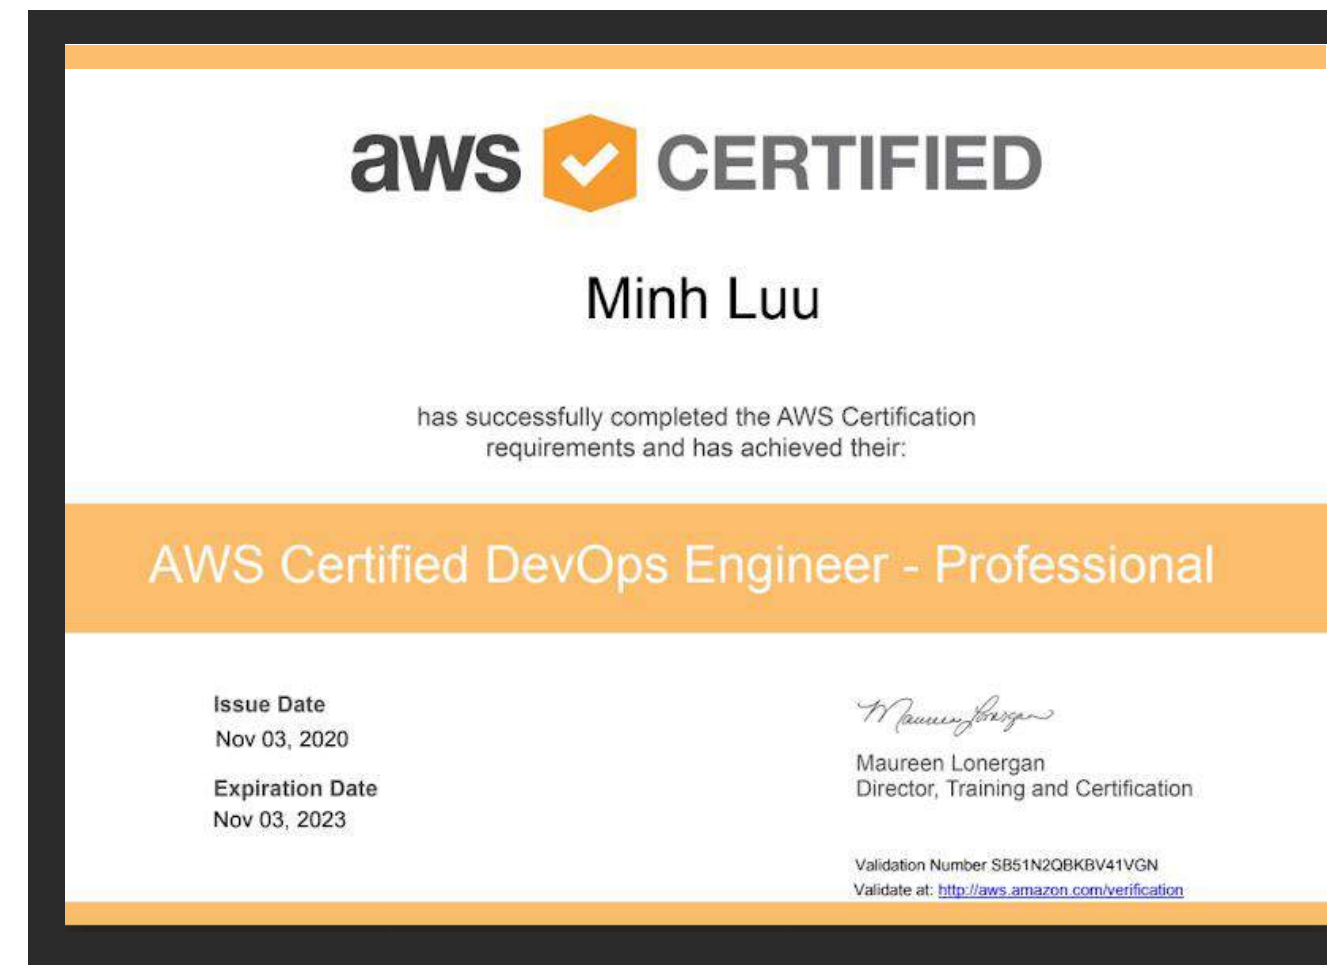 aws CERTIFIED
Minh Luu
has successfully completed the AWS Certification
requirements and has achieved their:
AWS Certified DevOps Engineer - Professional
Issue Date
Nov 03, 2020
Expiration Date
Nov 03, 2023
Maureen Lonergan
Maureen Lonergan
Director, Training and Certification
Validation Number SB51N2QBKBV41VGN
Validate at: http://aws.amazon.com/verification